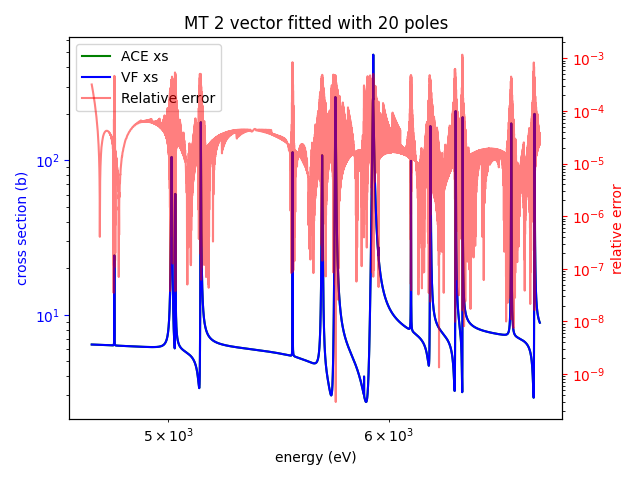 MT 2 vector fitted with 20 poles
ACE xs
VF xs
Relative error
cross section (b)
10²
10¹
10⁻³
10⁻⁴
10⁻⁵
10⁻⁶
10⁻⁷
10⁻⁸
10⁻⁹
relative error
5 × 10³
6 × 10³
energy (eV)